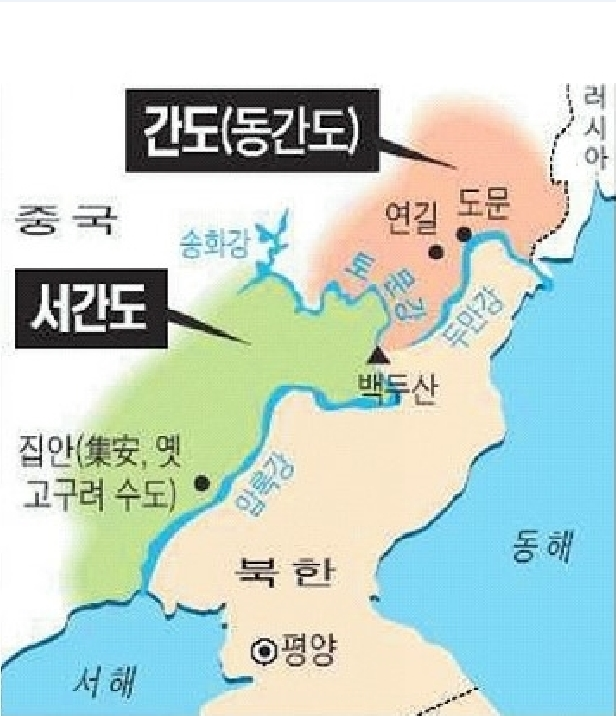 러시아
간도(동간도)
중국
연길
도문
송화강
토문강
서간도
두만강
백두산
집안(集安, 옛
고구려 수도)
압록강
동해
북한
평양
서해